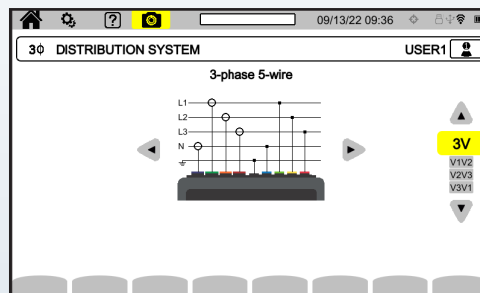 ? 09/13/22 09:36
3φ DISTRIBUTION SYSTEM USER1 1
3-phase 5-wire
L1
L2
L3
N
3V
V1V2
V2V3
V3V1